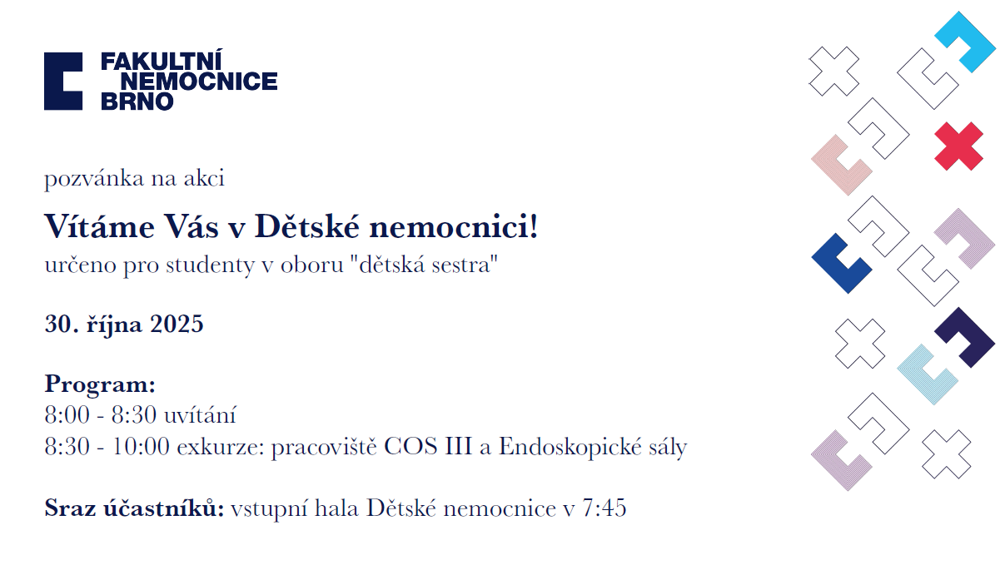 FAKULTNÍ
NEMOCNICE
BRNO
pozvánka na akci
Vítáme Vás v Dětské nemocnici!
určeno pro studenty v oboru "dětská sestra"
30. října 2025
Program:
8:00 - 8:30 uvítání
8:30 - 10:00 exkurze: pracoviště COS III a Endoskopické sály
Sraz účastníků: vstupní hala Dětské nemocnice v 7:45